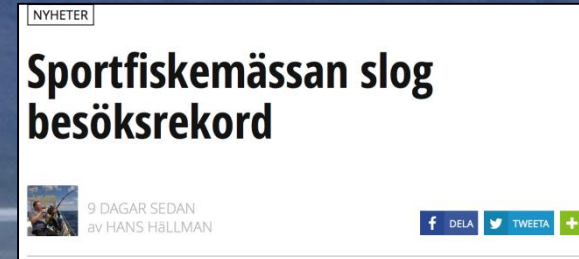 NYHETER
Sportfiskemässan slog
besöksrekord
9 DAGAR SEDAN
av HANS HäLLMAN
f DELA TWEETA +